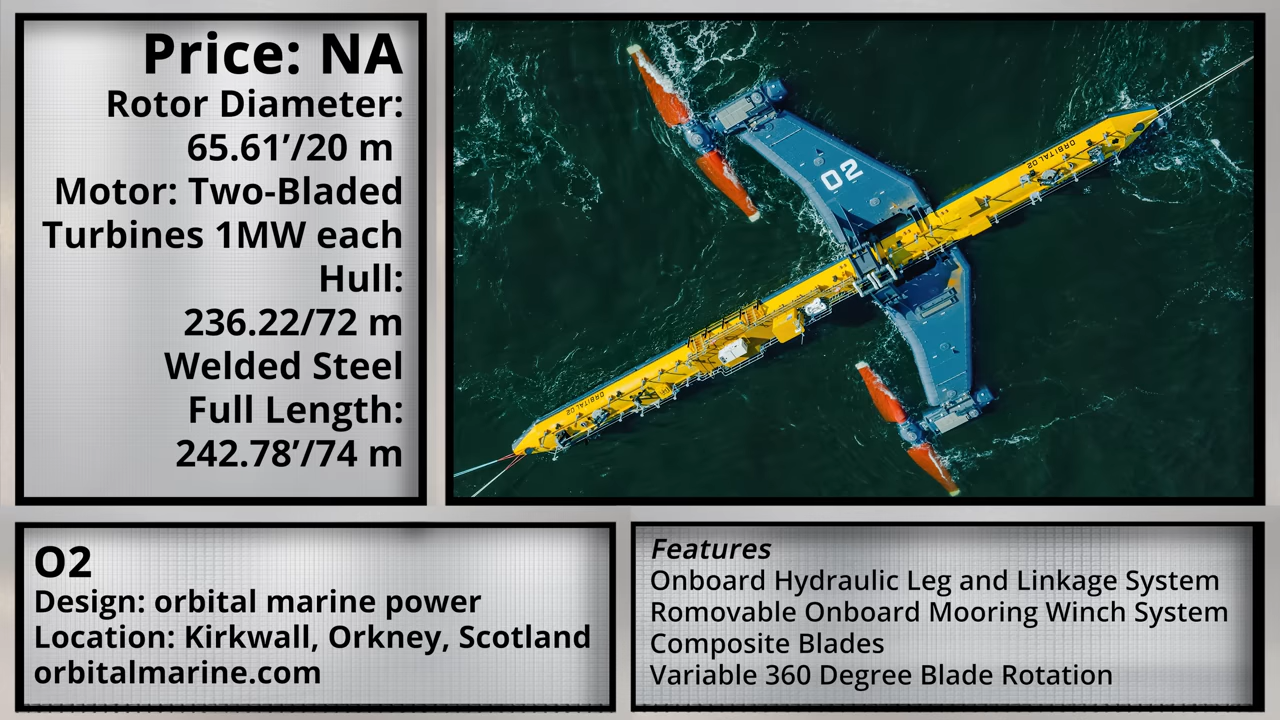 Price: NA
Rotor Diameter:
65.61’/20 m
Motor: Two-Bladed
Turbines 1MW each
Hull:
236.22/72 m
Welded Steel
Full Length:
242.78’/74 m
O2
ORBITAL O2
ORBITAL O2
O2
Design: orbital marine power
Location: Kirkwall, Orkney, Scotland
orbitalmarine.com
Features
Onboard Hydraulic Leg and Linkage System
Romovable Onboard Mooring Winch System
Composite Blades
Variable 360 Degree Blade Rotation